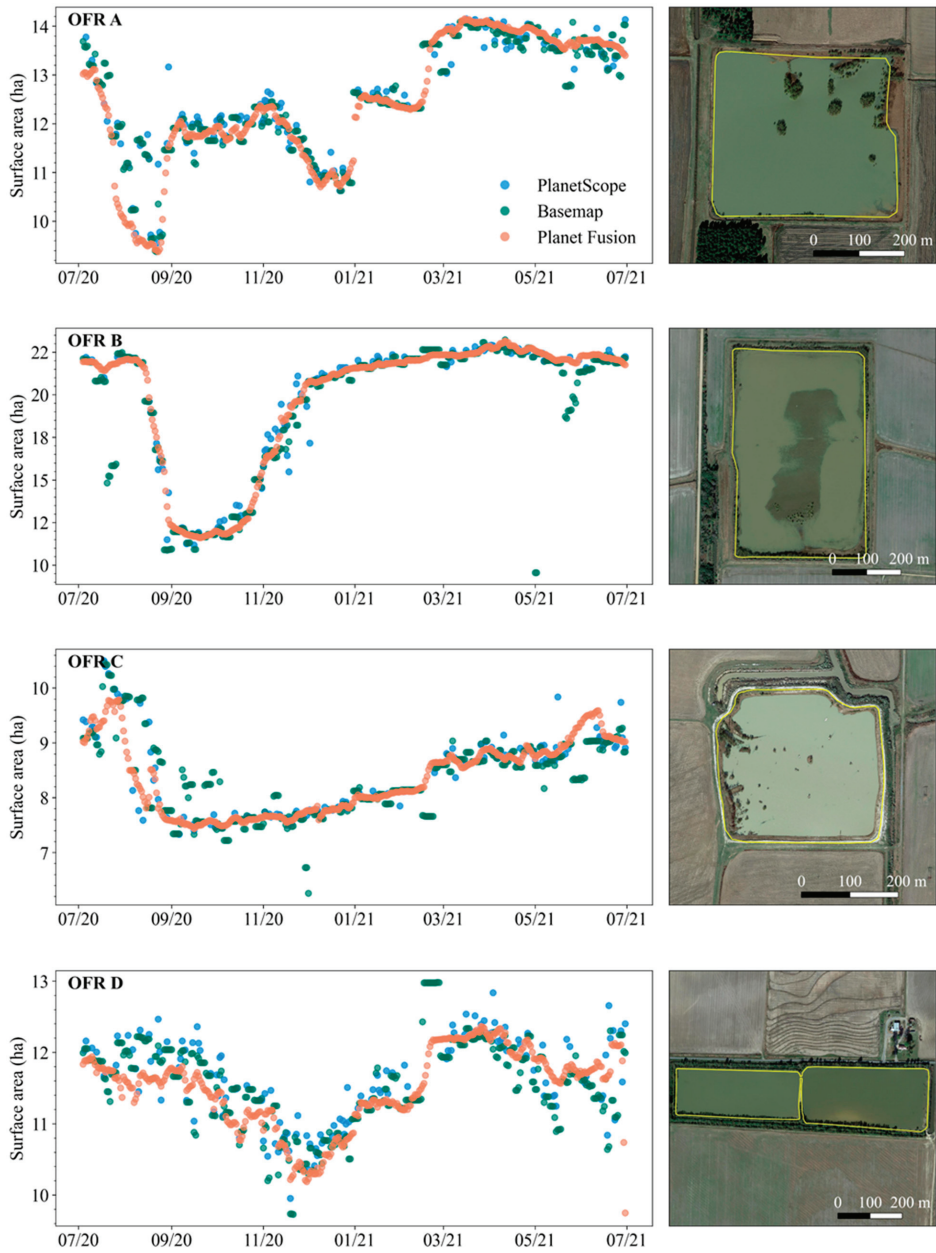 OFR A
Surface area (ha)
14
13
12
11
10
PlanetScope
Basemap
Planet Fusion
07/20 09/20 11/20 01/21 03/21 05/21 07/21
0 100 200 m
OFR B
Surface area (ha)
22
20
18
15
12
10
07/20 09/20 11/20 01/21 03/21 05/21 07/21
0 100 200 m
OFR C
Surface area (ha)
10
9
8
7
07/20 09/20 11/20 01/21 03/21 05/21 07/21
0 100 200 m
OFR D
Surface area (ha)
13
12
11
10
07/20 09/20 11/20 01/21 03/21 05/21 07/21
0 100 200 m